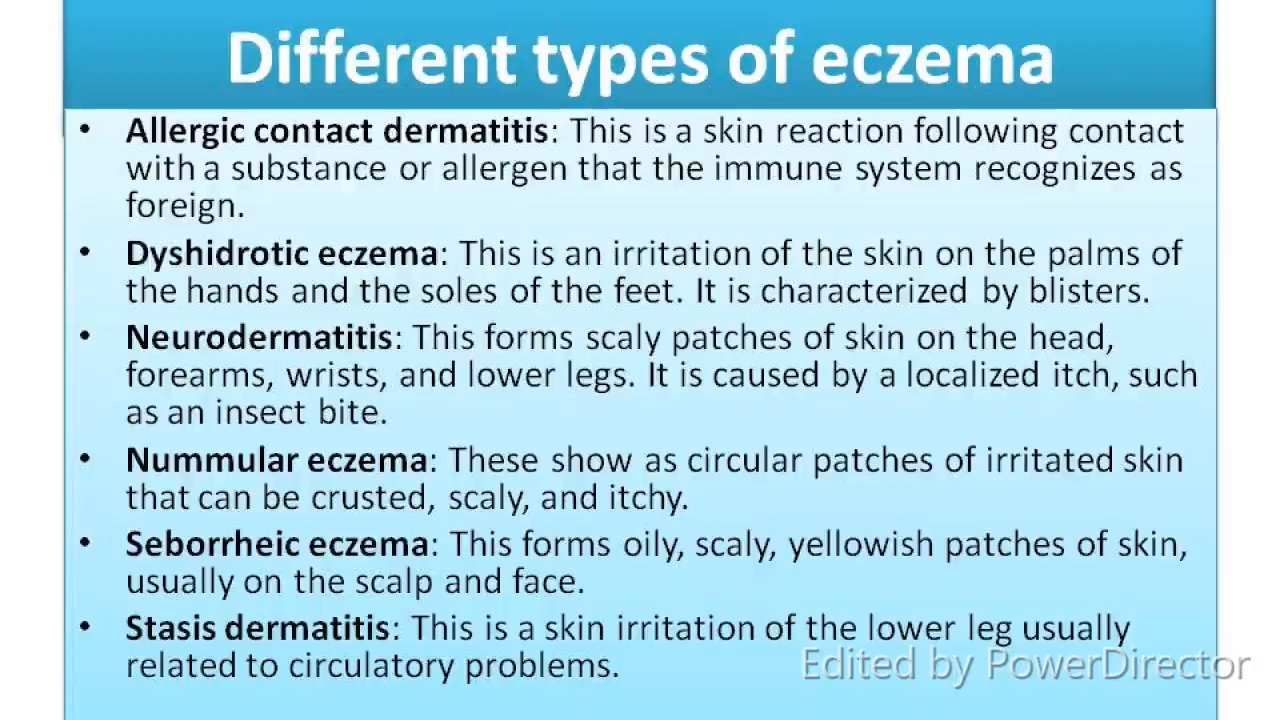 Different types of eczema
• Allergic contact dermatitis: This is a skin reaction following contact
with a substance or allergen that the immune system recognizes as
foreign.
• Dyshidrotic eczema: This is an irritation of the skin on the palms of
the hands and the soles of the feet. It is characterized by blisters.
• Neurodermatitis: This forms scaly patches of skin on the head,
forearms, wrists, and lower legs. It is caused by a localized itch, such
as an insect bite.
• Nummular eczema: These show as circular patches of irritated skin
that can be crusted, scaly, and itchy.
• Seborrheic eczema: This forms oily, scaly, yellowish patches of skin,
usually on the scalp and face.
• Stasis dermatitis: This is a skin irritation of the lower leg usually
related to circulatory problems.
Edited by PowerDirector